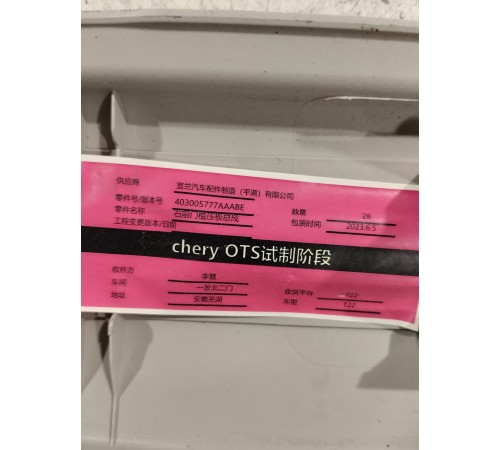 供应商 宜兰汽车配件制造（平湖）有限公司
零件号/版本号 403005777AAABE 数量 28
零件名称 右前门稳压板总成 包装时间 2023.6.5
工程变更版本/日期
chery OTS试制阶段
收件方 李慧
车间 一发北二门 收货平台
地址 安徽芜湖 车型 T22